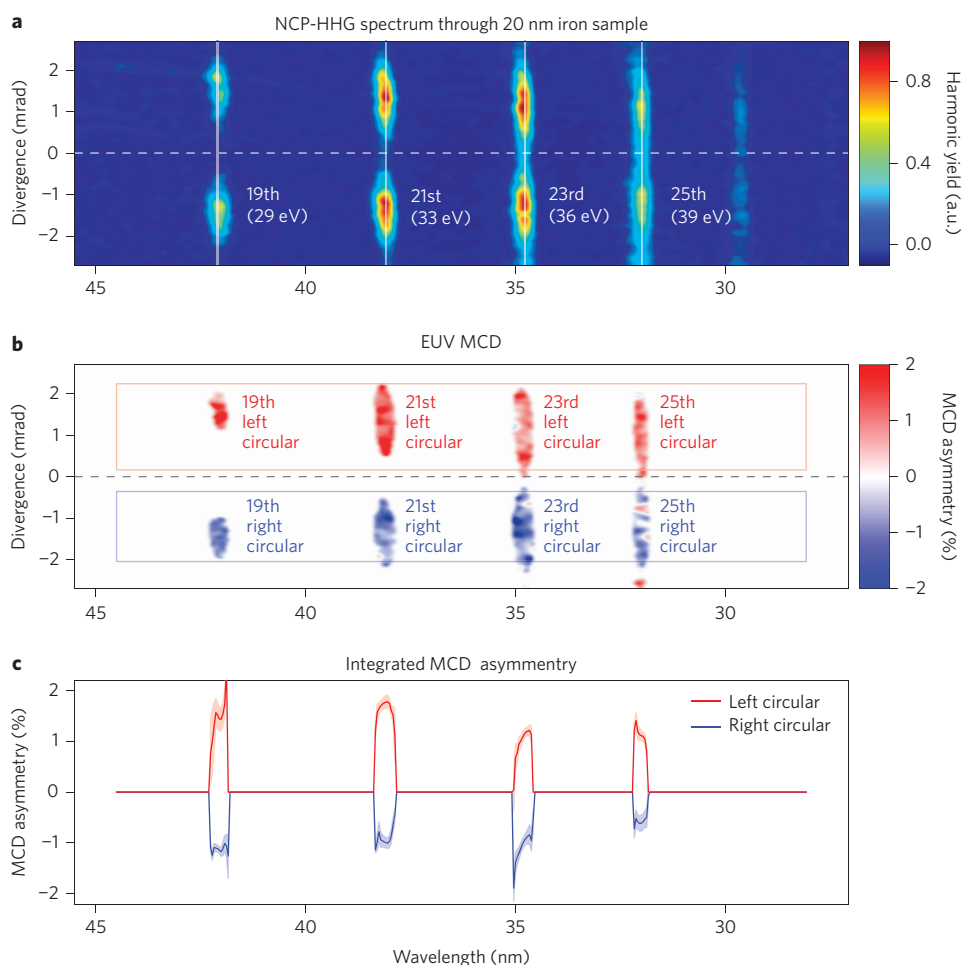 a
NCP-HHG spectrum through 20 nm iron sample
Divergence (mrad)
2
1
0
−1
−2
19th
(29 eV)
21st
(33 eV)
23rd
(36 eV)
25th
(39 eV)
45
40
35
30
0.8
0.4
0.0
Harmonic yield (a.u.)
b
EUV MCD
Divergence (mrad)
2
1
0
−1
−2
19th
left
circular
21st
left
circular
23rd
left
circular
25th
left
circular
19th
right
circular
21st
right
circular
23rd
right
circular
25th
right
circular
45
40
35
30
2
1
0
−1
−2
MCD asymmetry (%)
c
Integrated MCD asymmentry
MCD asymmetry (%)
2
1
0
−1
−2
Left circular
Right circular
45
40
35
30
Wavelength (nm)